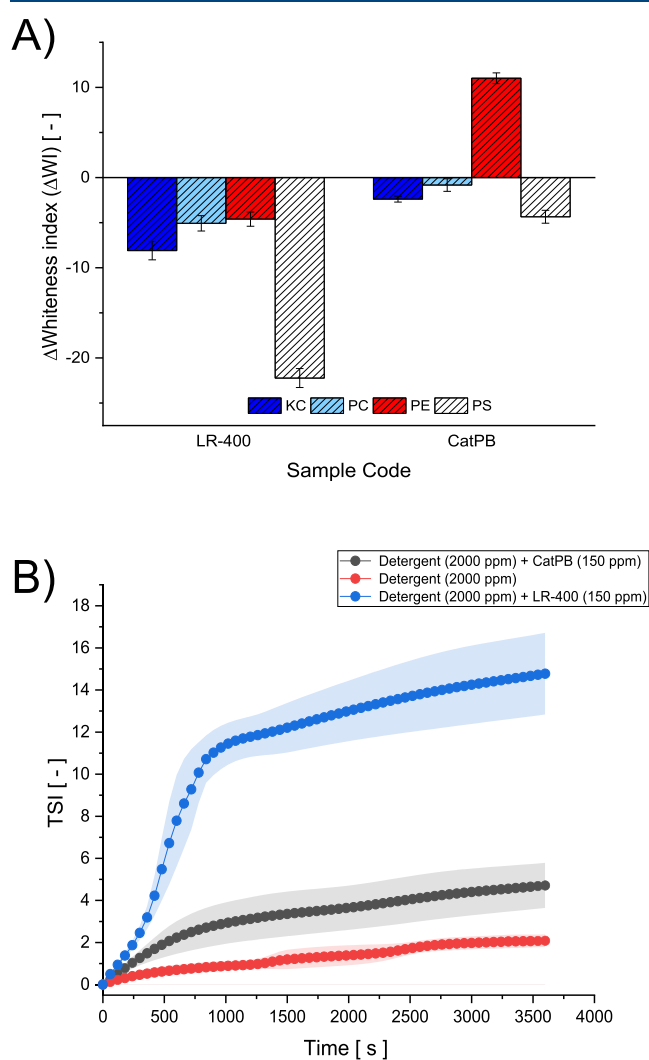 A)
ΔWhiteness index (ΔWI) [ - ]
10
0
-10
-20
KC PC PE PS
LR-400 CatPB
Sample Code
B)
Detergent (2000 ppm) + CatPB (150 ppm)
Detergent (2000 ppm)
Detergent (2000 ppm) + LR-400 (150 ppm)
TSI [ - ]
18
16
14
12
10
8
6
4
2
0
0 500 1000 1500 2000 2500 3000 3500 4000
Time [ s ]